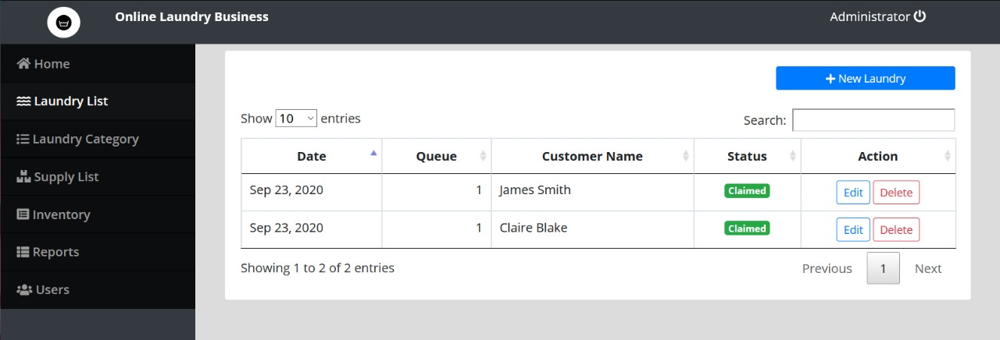 Online Laundry Business
Administrator
Home
Laundry List
Laundry Category
Supply List
Inventory
Reports
Users
+ New Laundry
Show 10 entries
Search:
Date Queue Customer Name Status Action
Sep 23, 2020 1 James Smith Claimed Edit Delete
Sep 23, 2020 1 Claire Blake Claimed Edit Delete
Showing 1 to 2 of 2 entries
Previous 1 Next